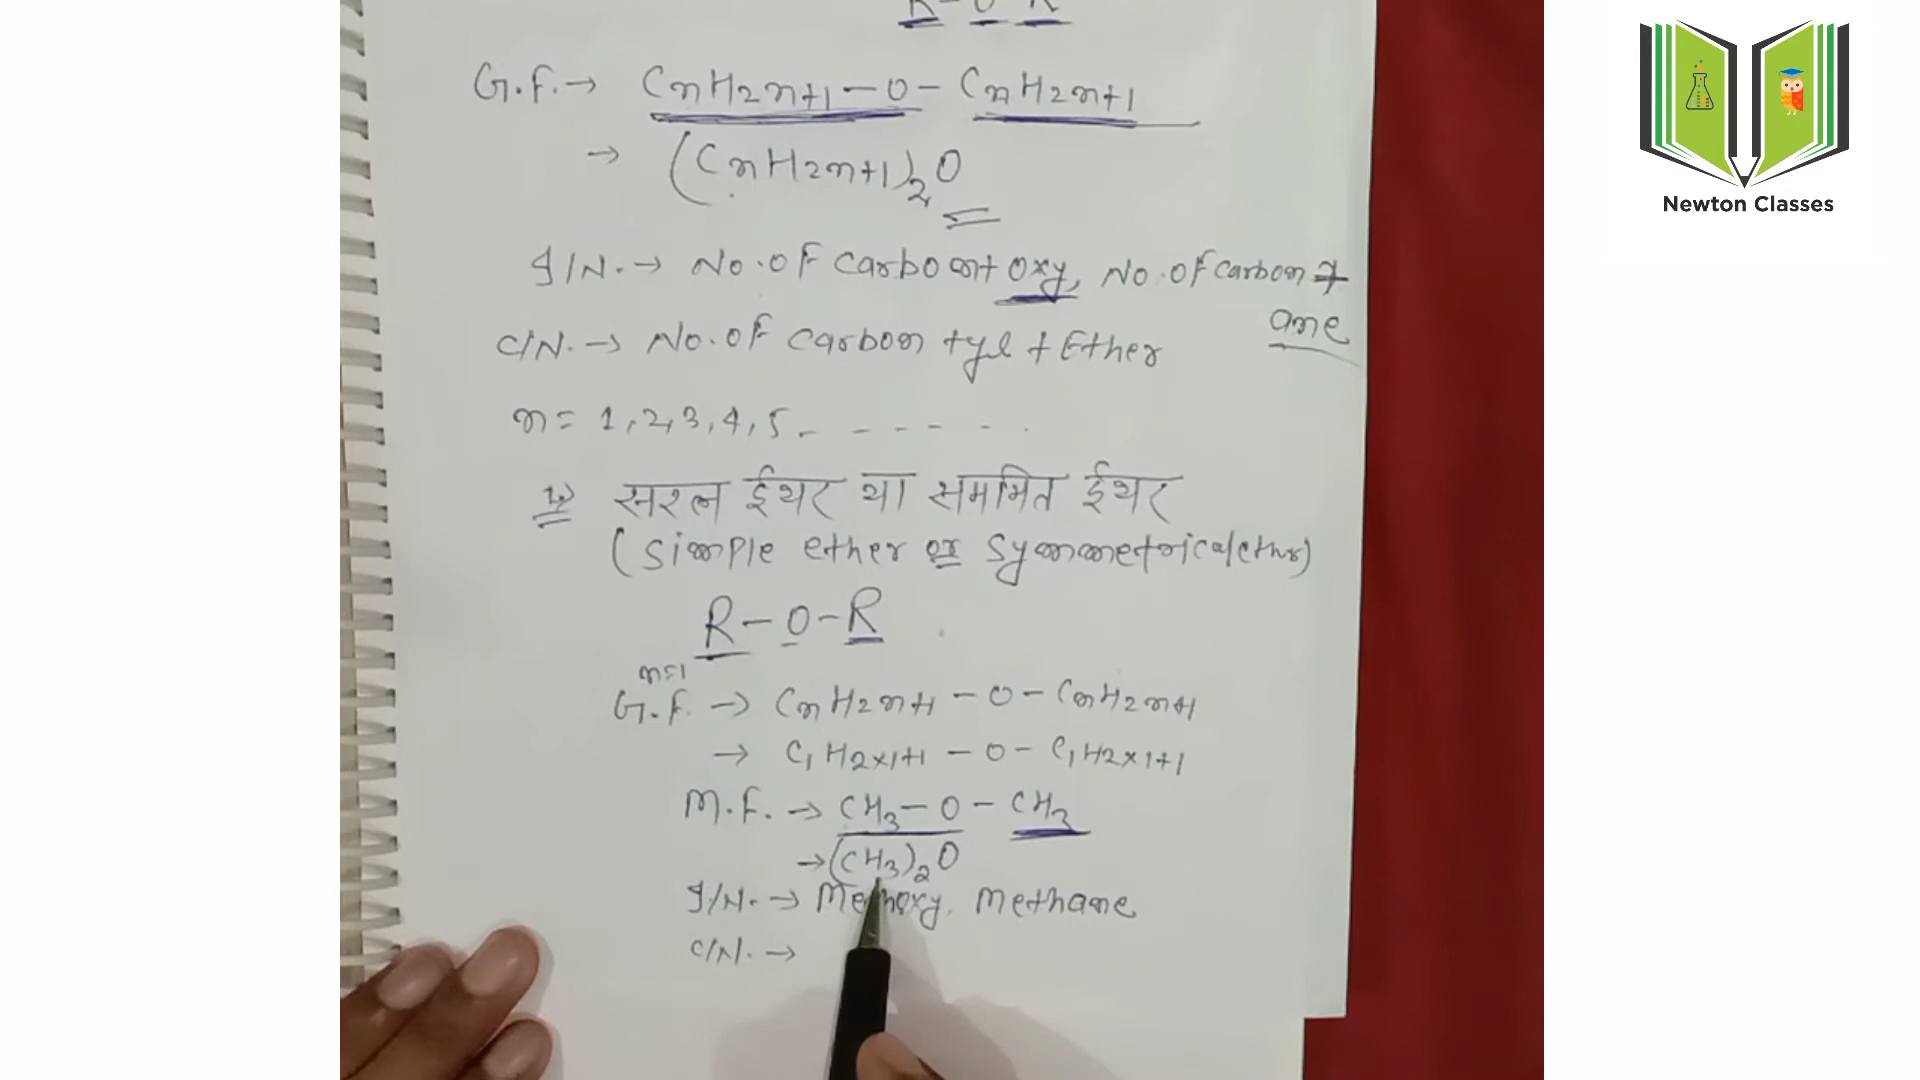 R-O-R
G.F. → CnH2n+1 - O - CnH2n+1
→ (CnH2n+1)2O
I/N. → No. of carbon + oxy, No. of carbon + ane
C/N. → No. of carbon + yl + Ether
n = 1, 2, 3, 4, 5 - - - - - -
1) सरल ईथर या सममित ईथर
(Simple ether or Symmetrical ether)
R - O - R
n=1
G.F. → CnH2n+1 - O - CnH2n+1
→ C1H2×1+1 - O - C1H2×1+1
M.F. → CH3 - O - CH3
→ (CH3)2O
I/N. → Methoxy, Methane
C/N. →
Newton Classes